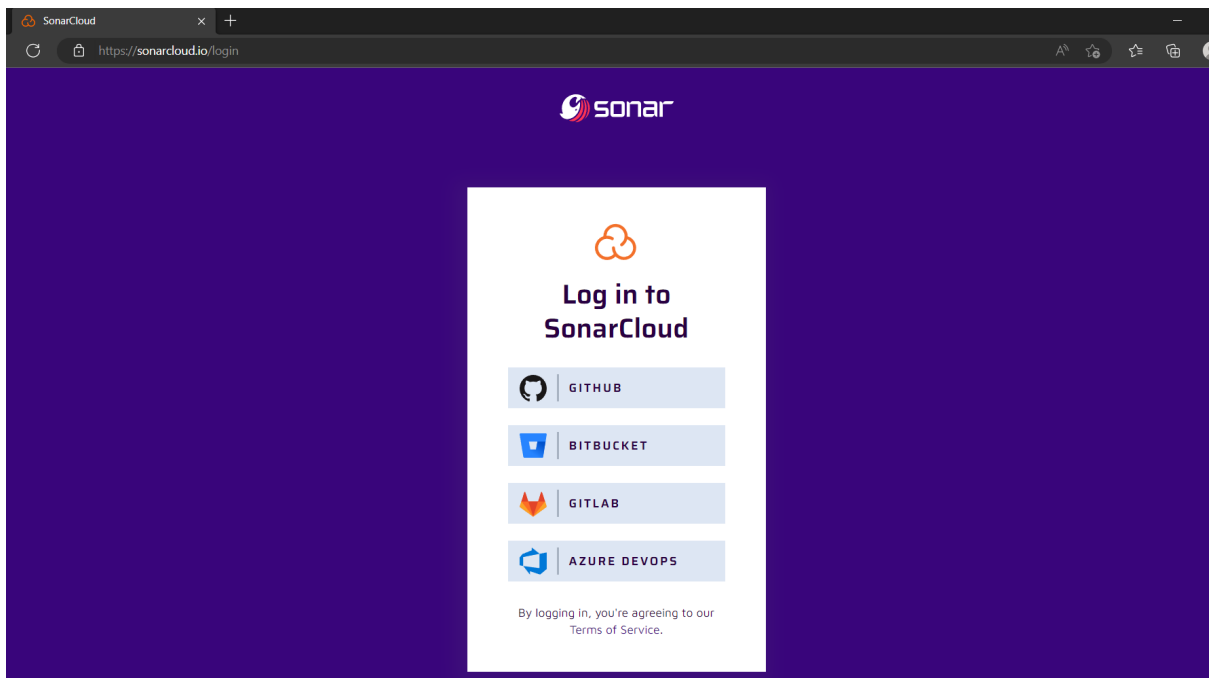 SonarCloud
https://sonarcloud.io/login
sonar
Log in to
SonarCloud
GITHUB
BITBUCKET
GITLAB
AZURE DEVOPS
By logging in, you're agreeing to our
Terms of Service.